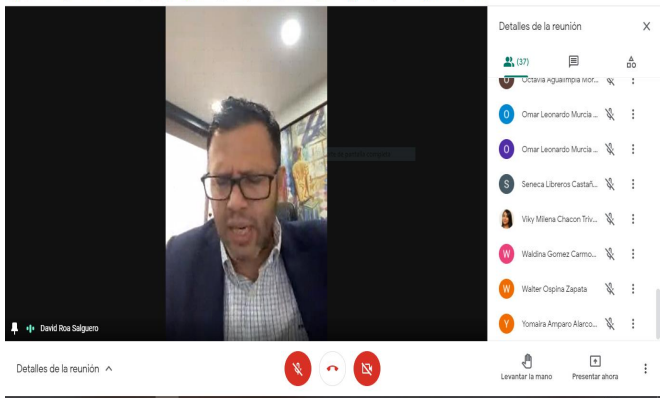 Detalles de la reunión
(37)
Octavia Agualimpia Mor...
O
Omar Leonardo Murcia ...
O
Omar Leonardo Murcia ...
S
Seneca Libreros Castañ...
Viky Milena Chacon Triv...
W
Waldina Gomez Carmo...
W
Walter Ospina Zapata
Y
Yomaira Amparo Alarco...
David Roa Salguero
Detalles de la reunión
Levantar la mano
Presentar ahora